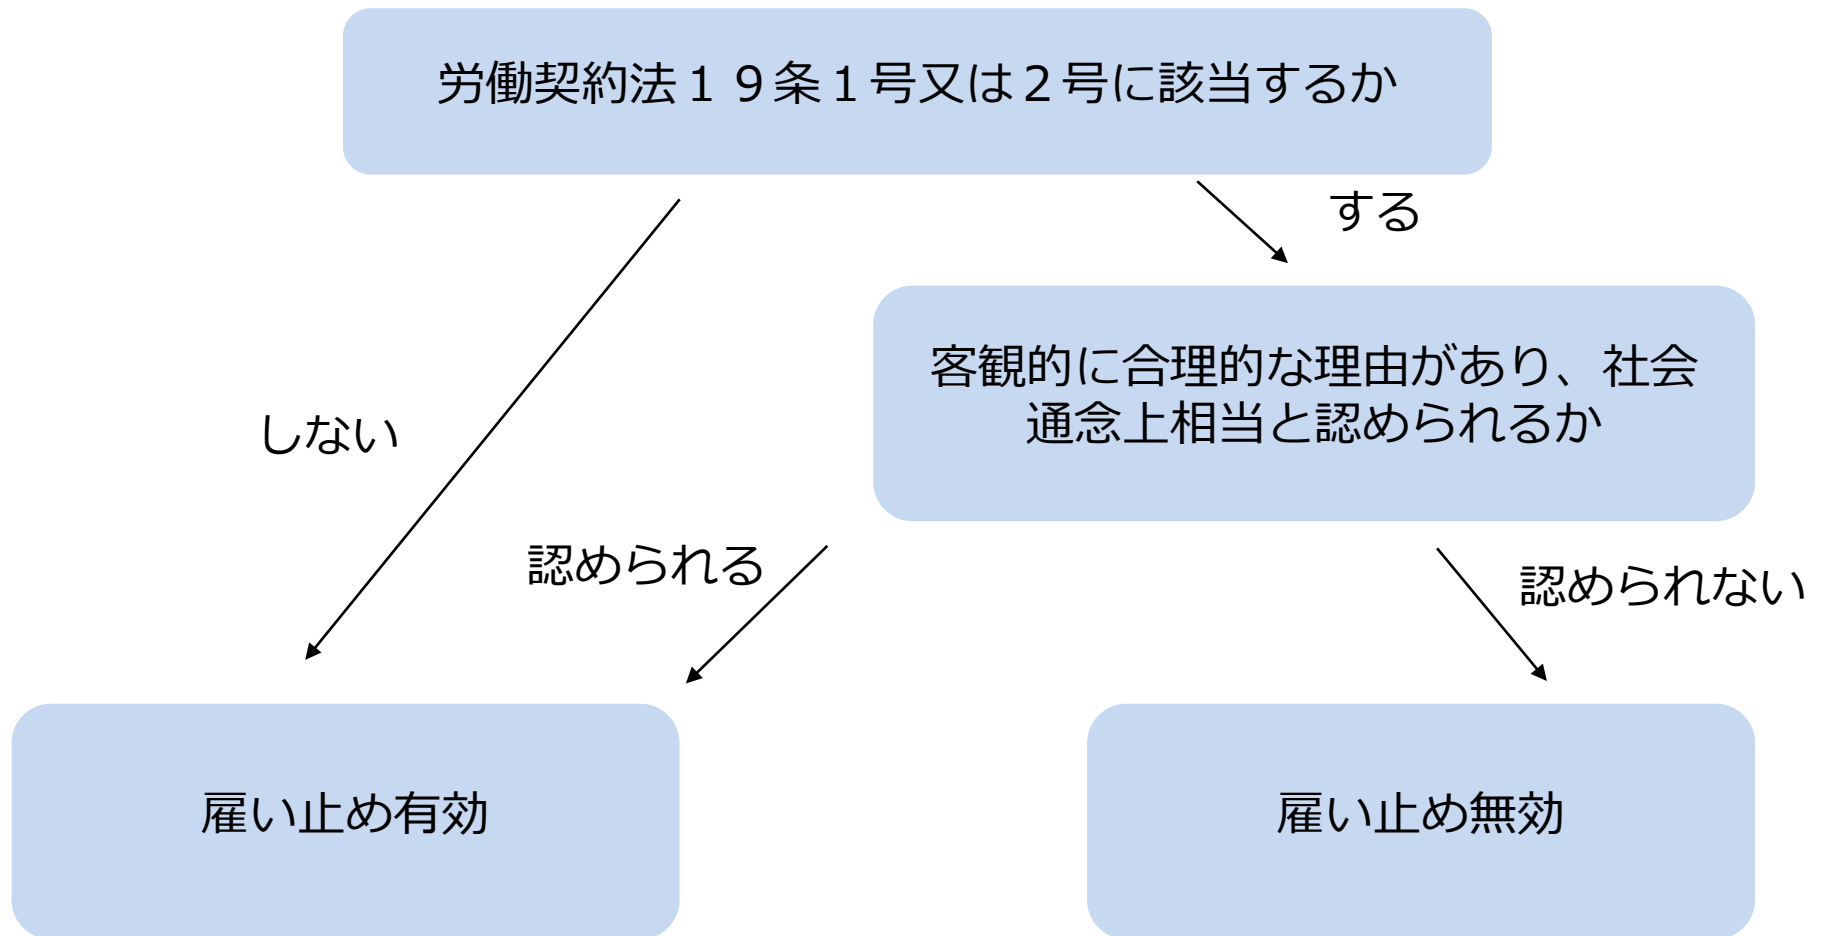 労働契約法１９条１号又は２号に該当するか
する
客観的に合理的な理由があり、社会
通念上相当と認められるか
しない
認められる
認められない
雇い止め有効
雇い止め無効